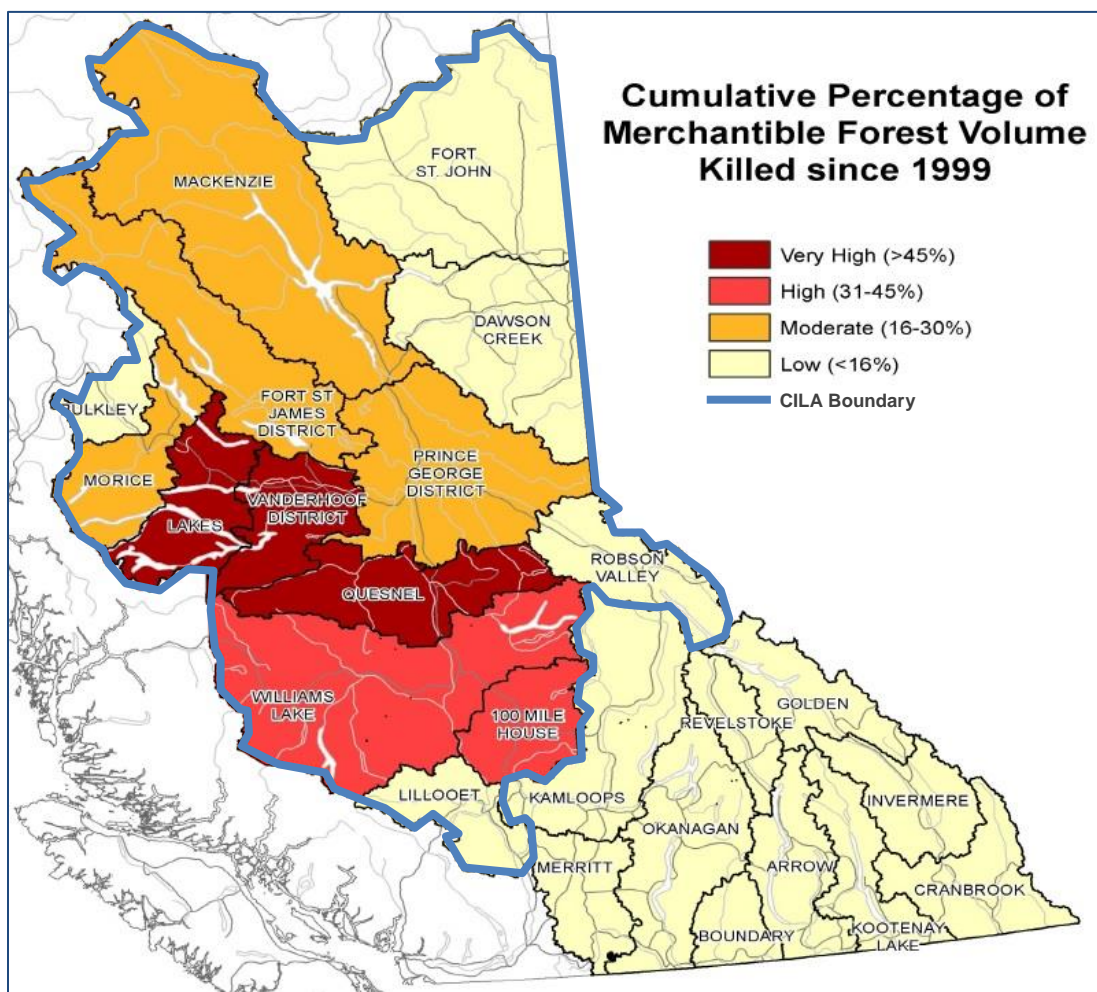 Cumulative Percentage of
Merchantible Forest Volume
Killed since 1999
Very High (>45%)
High (31-45%)
Moderate (16-30%)
Low (<16%)
CILA Boundary
FORT
ST. JOHN
MACKENZIE
DAWSON
CREEK
ULKLEY
FORT ST
JAMES
DISTRICT
PRINCE
GEORGE
DISTRICT
MORICE
VANDERHOOF
DISTRICT
LAKES
ROBSON
VALLEY
QUESNEL
WILLIAMS
LAKE
100 MILE
HOUSE
GOLDEN
REVELSTOKE
LILLOOET
KAMLOOPS
INVERMERE
OKANAGAN
MERRITT
ARROW
CRANBROOK
BOUNDARY
KOOTENAY
LAKE